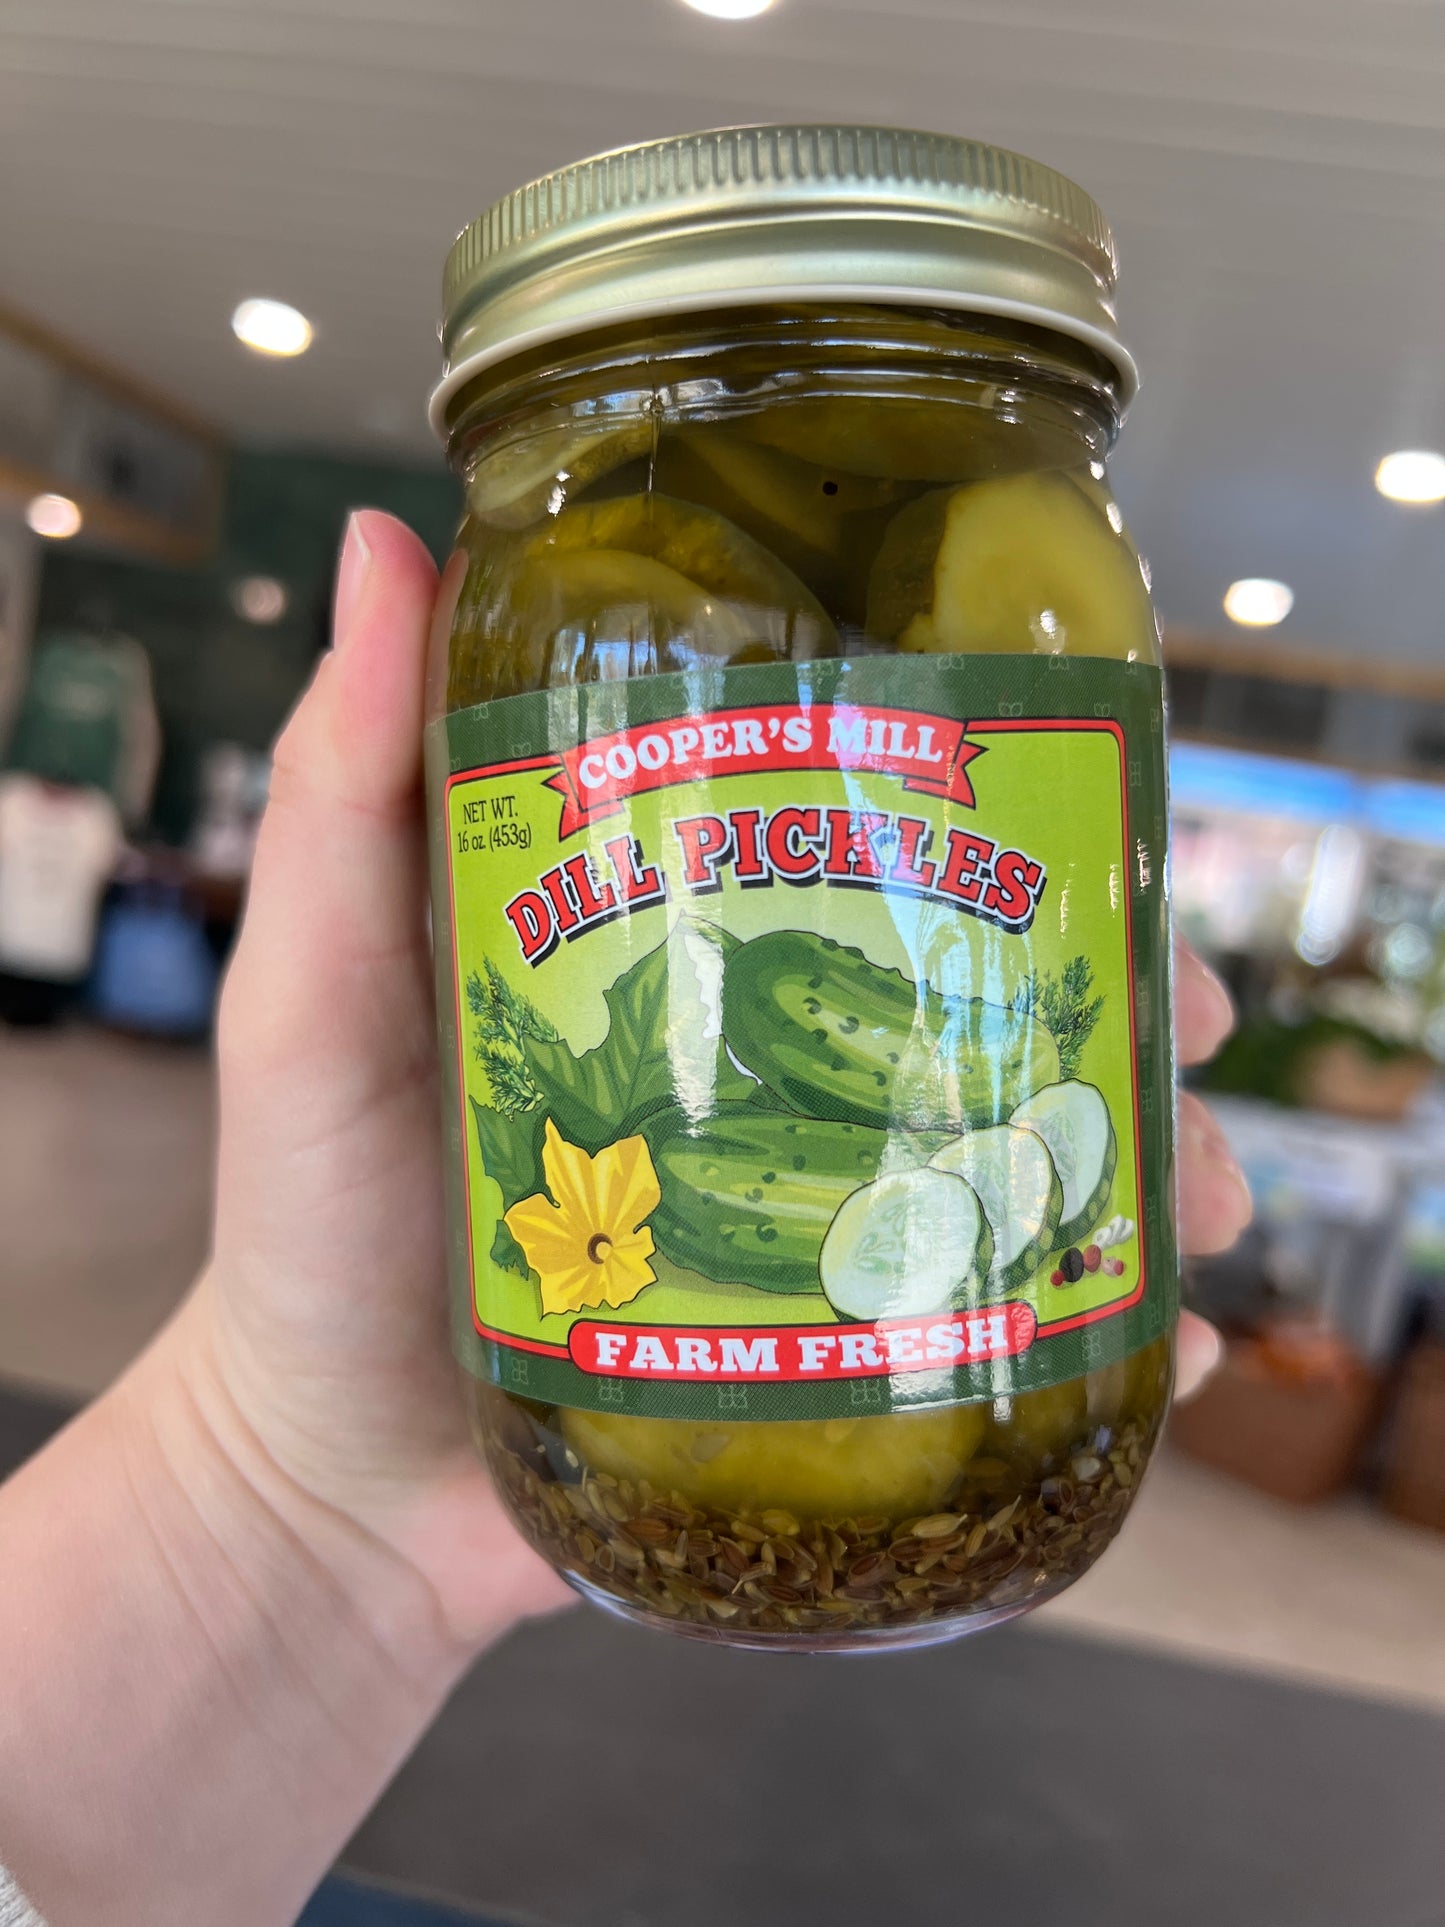 COOPER'S MILL
NET WT.
16 oz. (453g)
DILL PICKLES
FARM FRESH